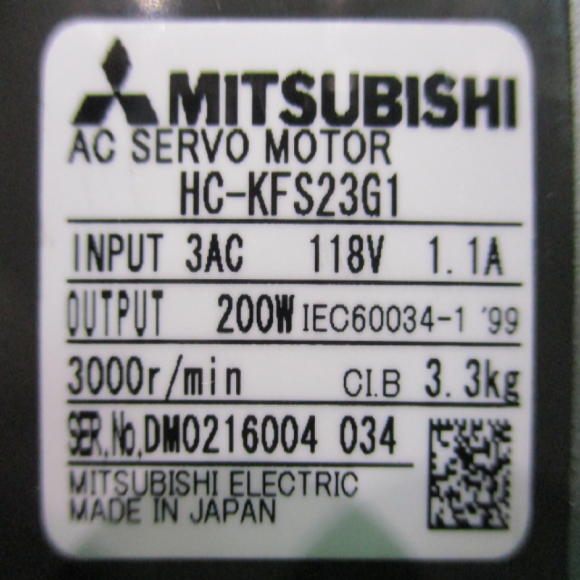 MITSUBISHI
AC SERVO MOTOR
HC-KFS23G1
INPUT 3AC 118V 1.1A
OUTPUT 200W IEC60034-1 '99
3000r/min CI.B 3.3kg
SER.No.DM0216004 034
MITSUBISHI ELECTRIC
MADE IN JAPAN